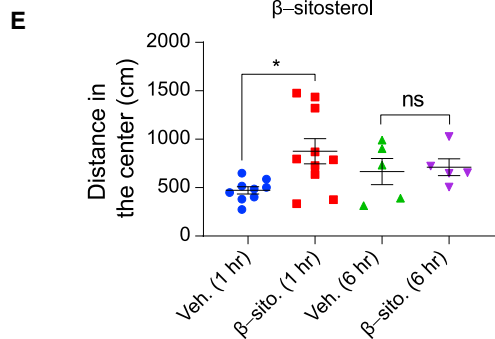 E
β–sitosterol
Distance in
the center (cm)
2000
1500
1000
500
0
*
ns
Veh. (1 hr)
β-sito. (1 hr)
Veh. (6 hr)
β-sito. (6 hr)